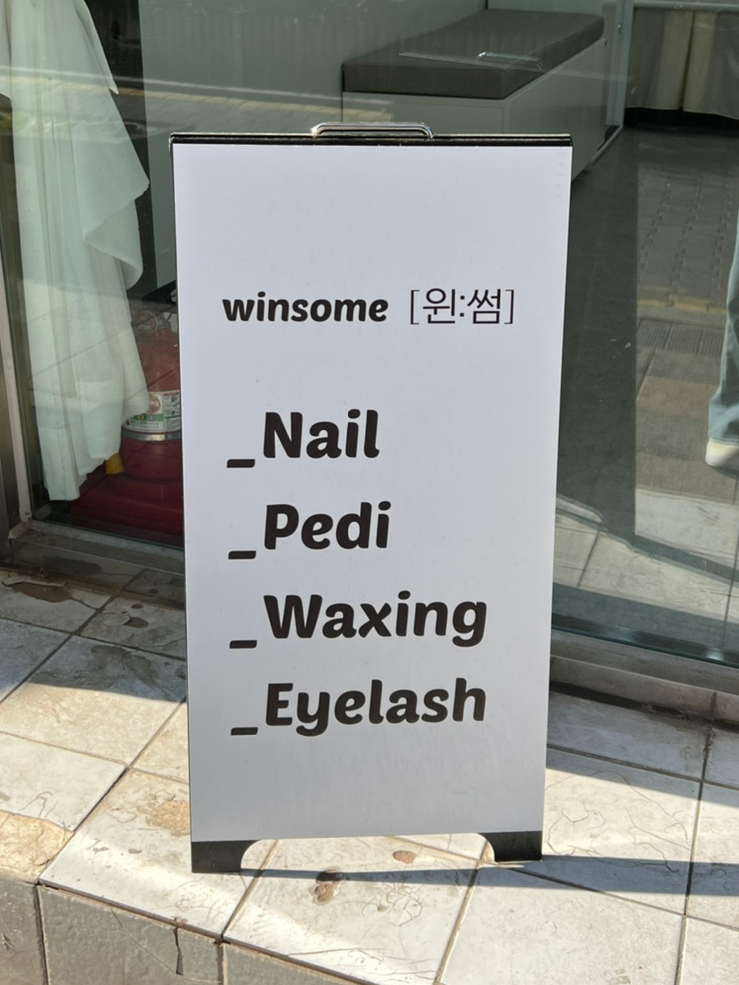 winsome [윈:썸]
_Nail
_Pedi
_Waxing
_Eyelash